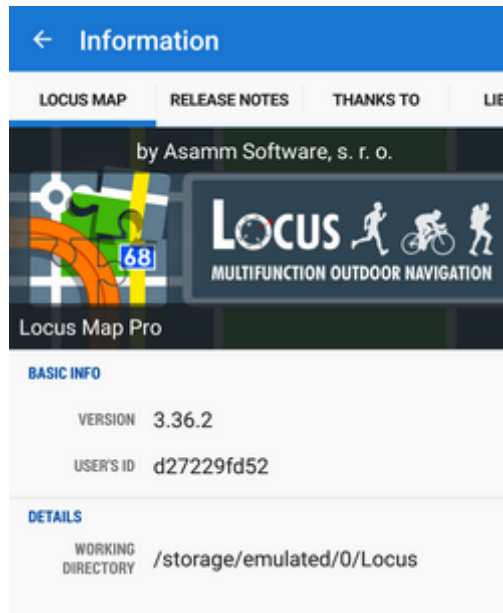 Information
LOCUS MAP RELEASE NOTES THANKS TO
by Asamm Software, s. r. o.
68
LOCUS
MULTIFUNCTION OUTDOOR NAVIGATION
Locus Map Pro
BASIC INFO
VERSION 3.36.2
USER'S ID d27229fd52
DETAILS
WORKING
DIRECTORY /storage/emulated/0/Locus